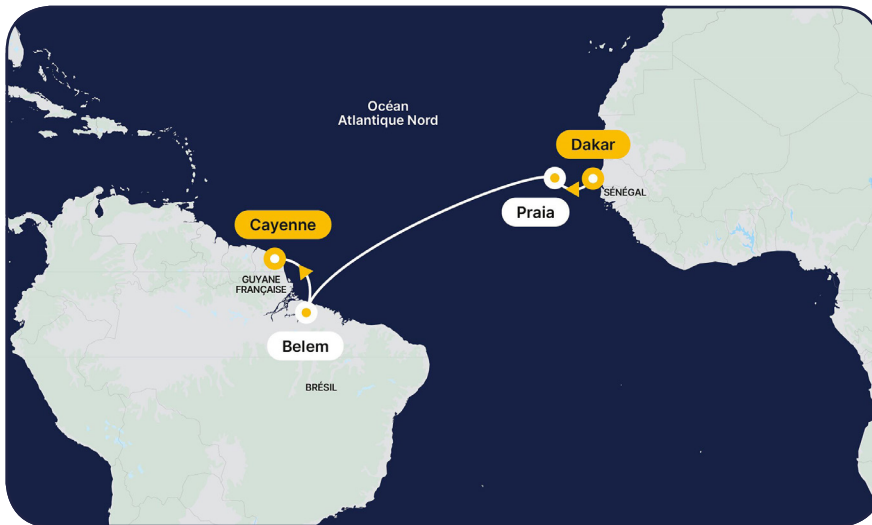 Océan
Atlantique Nord
Dakar
SÉNÉGAL
Praia
Cayenne
GUYANE
FRANÇAISE
Belem
BRÉSIL